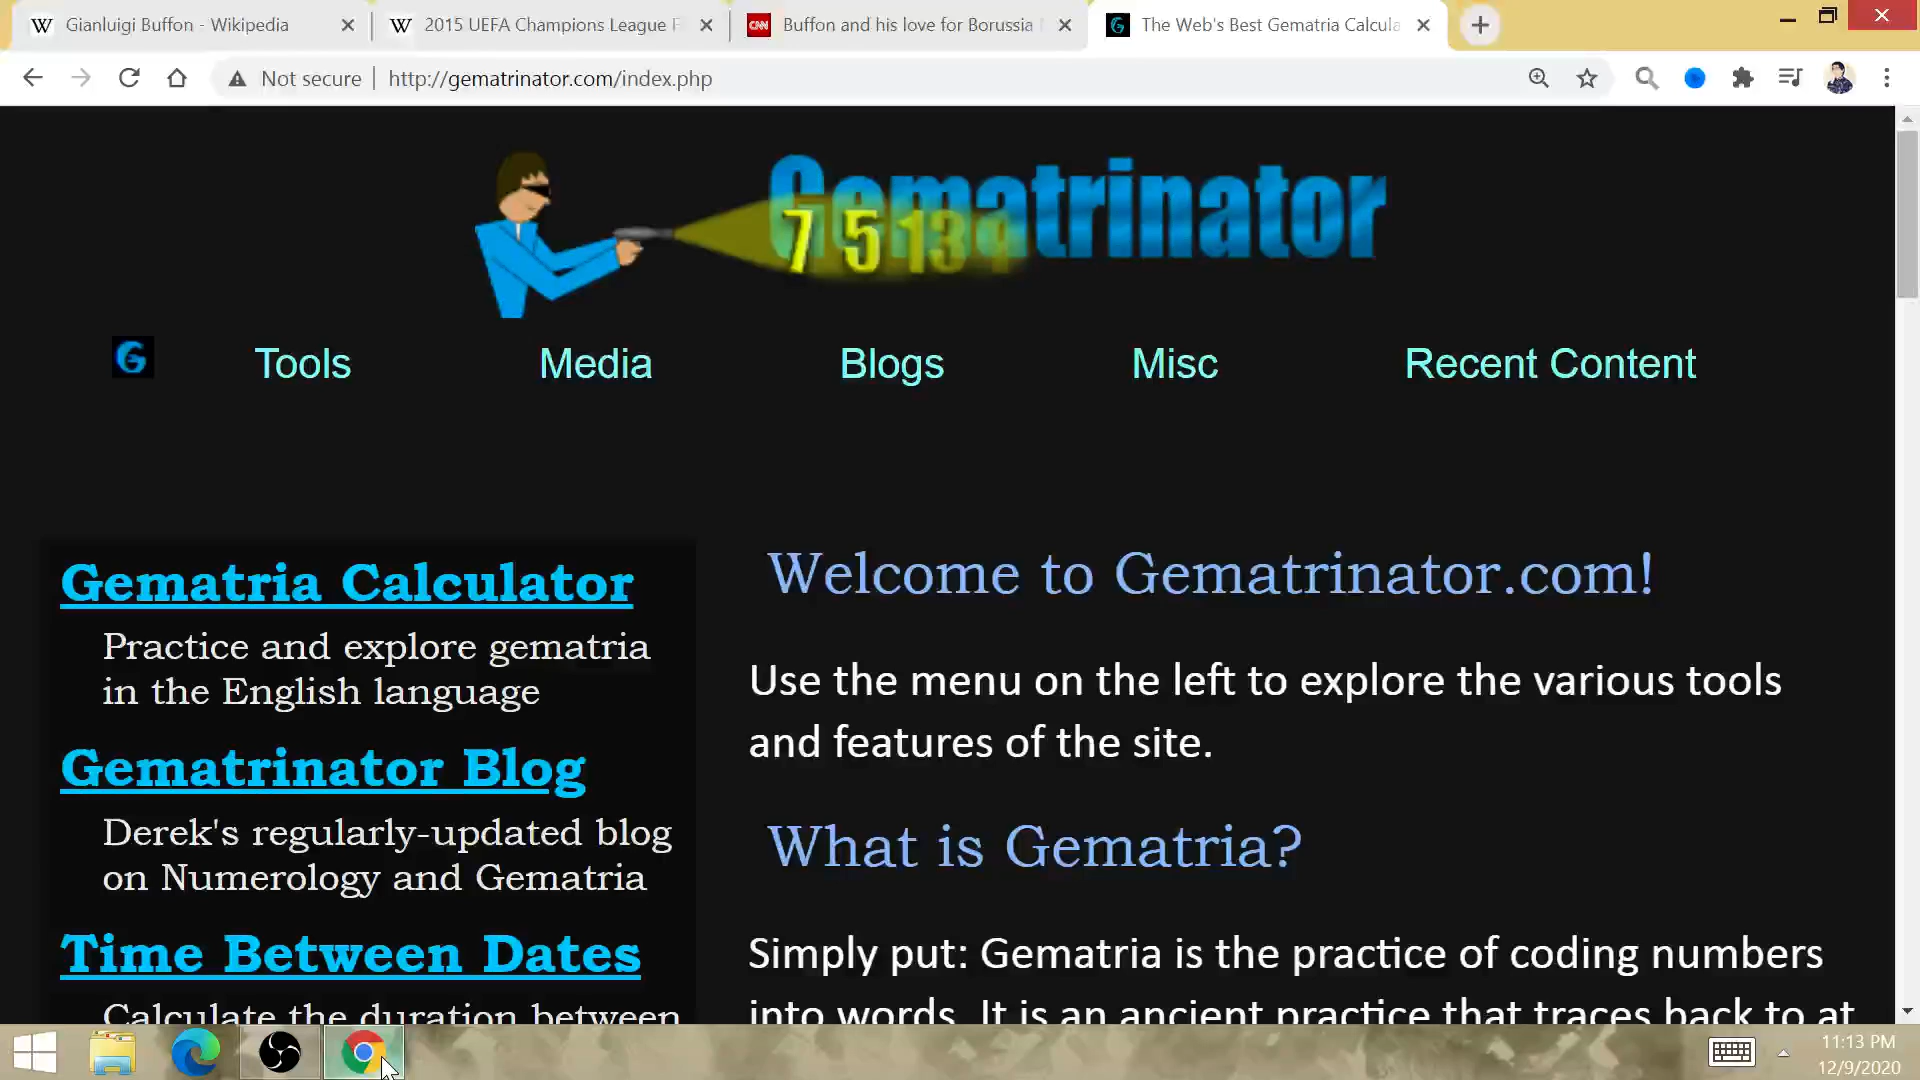 Gianluigi Buffon - Wikipedia
2015 UEFA Champions League F
CNN
Buffon and his love for Borussia
The Web's Best Gematria Calcula
Not secure | http://gematrinator.com/index.php
Gematrinator
7 5 13
G Tools Media Blogs Misc Recent Content
Gematria Calculator
Practice and explore gematria
in the English language
Gematrinator Blog
Derek's regularly-updated blog
on Numerology and Gematria
Time Between Dates
Calculate the duration between
Welcome to Gematrinator.com!
Use the menu on the left to explore the various tools
and features of the site.
What is Gematria?
Simply put: Gematria is the practice of coding numbers
into words. It is an ancient practice that traces back to at
11:13 PM
12/9/2020